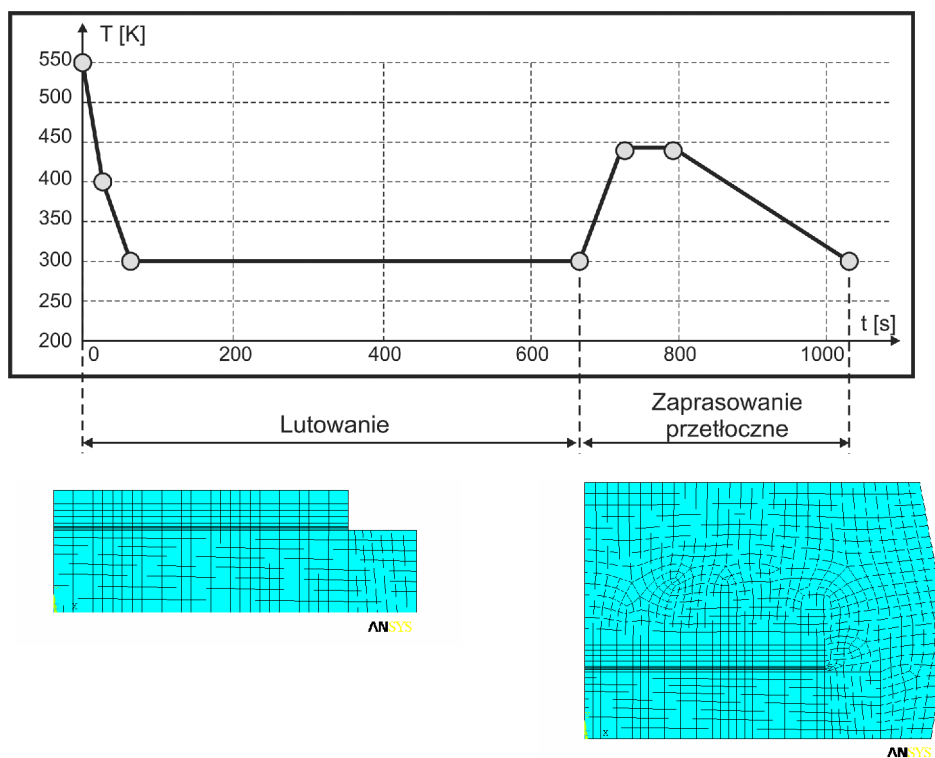 T [K]
550
500
450
400
350
300
250
200
0
200
400
600
800
1000
t [s]
Lutowanie
Zaprasowanie
przetłoczne
X
ANSYS
X
ANSYS